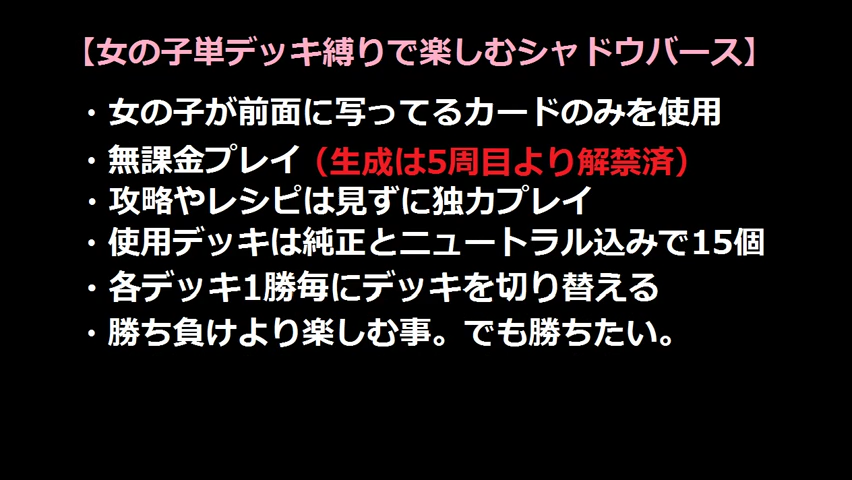 【女の子単デッキ縛りで楽しむシャドウバース】
・女の子が前面に写ってるカードのみを使用
・無課金プレイ（生成は5周目より解禁済）
・攻略やレシピは見ずに独力プレイ
・使用デッキは純正とニュートラル込みで15個
・各デッキ1勝毎にデッキを切り替える
・勝ち負けより楽しむ事。でも勝ちたい。